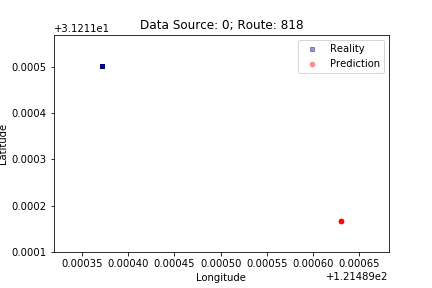 Data Source: 0; Route: 818
+3.1211e1
Reality
Prediction
0.0005
0.0004
0.0003
0.0002
0.0001
Latitude
0.00035 0.00040 0.00045 0.00050 0.00055 0.00060 0.00065
Longitude
+1.21489e2